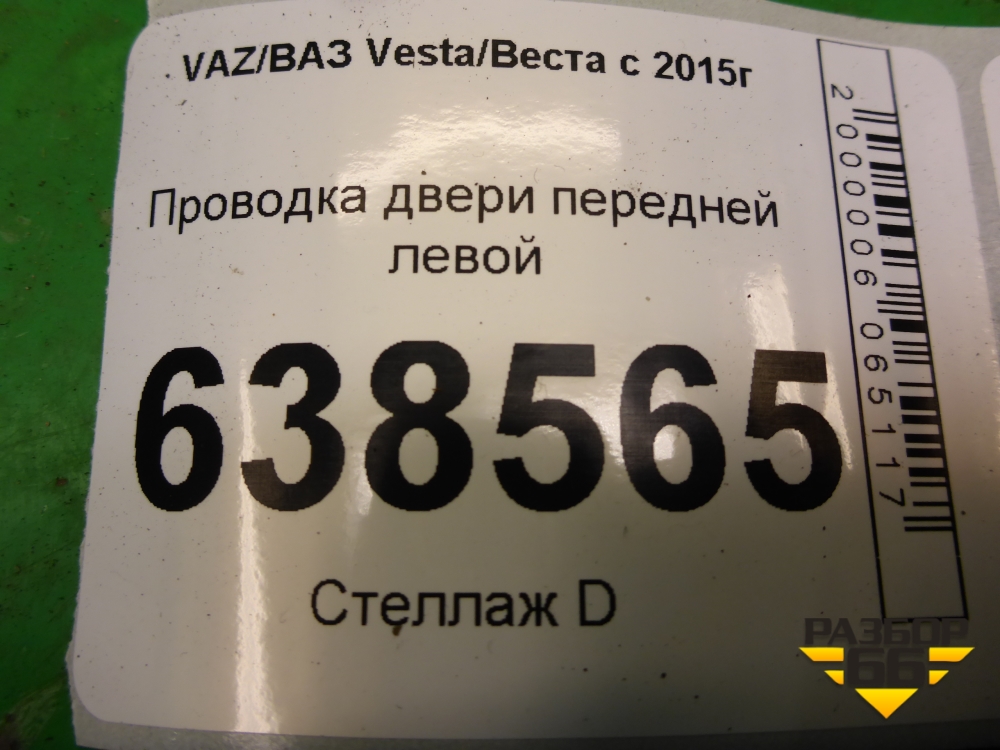 VAZ/ВАЗ Vesta/Веста с 2015г
Проводка двери передней
левой
638565
Стеллаж D
2000006065117
РАЗБОР
66